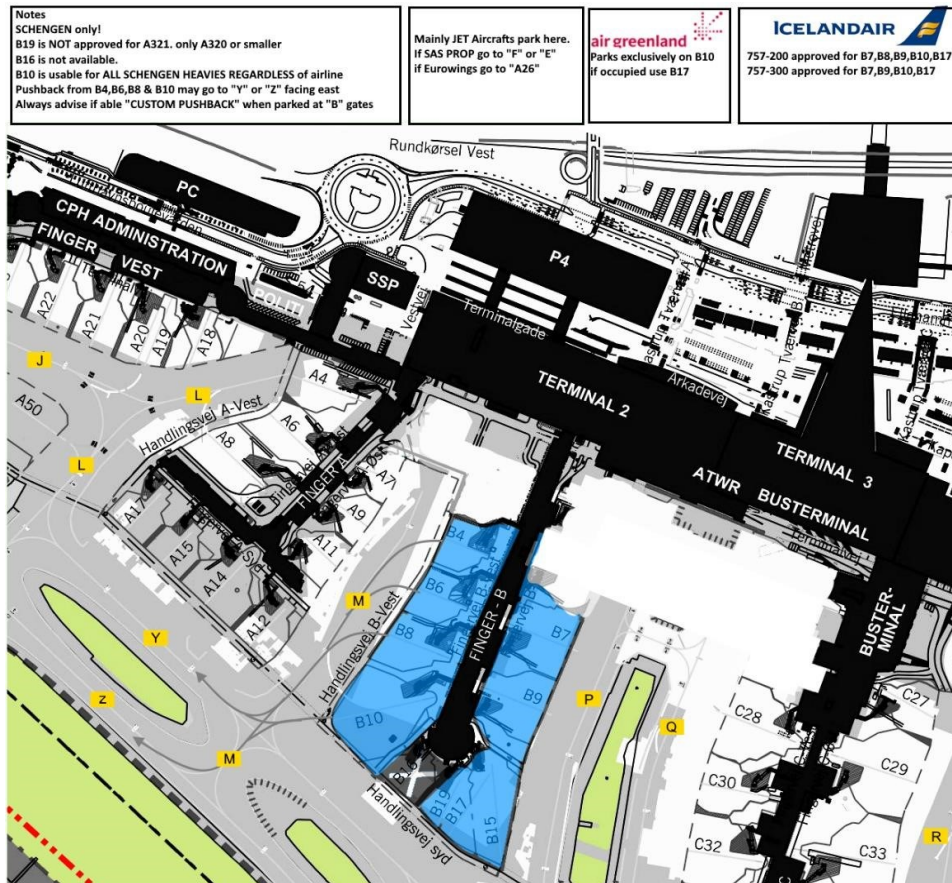 Notes
SCHENGEN only!
B19 is NOT approved for A321. only A320 or smaller
B16 is not available.
B10 is usable for ALL SCHENGEN HEAVIES REGARDLESS of airline
Pushback from B4,B6,B8 & B10 may go to "Y" or "Z" facing east
Always advise if able "CUSTOM PUSHBACK" when parked at "B" gates
Mainly JET Aircrafts park here.
If SAS PROP go to "F" or "E"
if Eurowings go to "A26"
air greenland
Parks exclusively on B10
if occupied use B17
ICELANDAIR
757-200 approved for B7,B8,B9,B10,B17
757-300 approved for B7,B9,B10,B17
Rundkørsel Vest
PC
CPH ADMINISTRATION
FINGER VEST
POLITI
SSP
P4
Vestvej
Terminalgade
Arkadevej
TERMINAL 2
TERMINAL 3
ATWR BUSTERMINAL
Terminalvej
BUSTER-
MINAL
A22
A21
A20
A19
A18
J
L
A50
L
Handlingsvej A-Vest
A4
A6
A8
FINGER A
A7
A9
A11
A17
A15
A14
A12
M
Handlingsvej B-Vest
B4
B6
B8
B10
Fingervej B-Vest
FINGER - B
B7
B9
B19
B17
B15
Handlingsvej syd
Y
z
M
P
Q
C28
C30
C32
C27
C29
C33
R